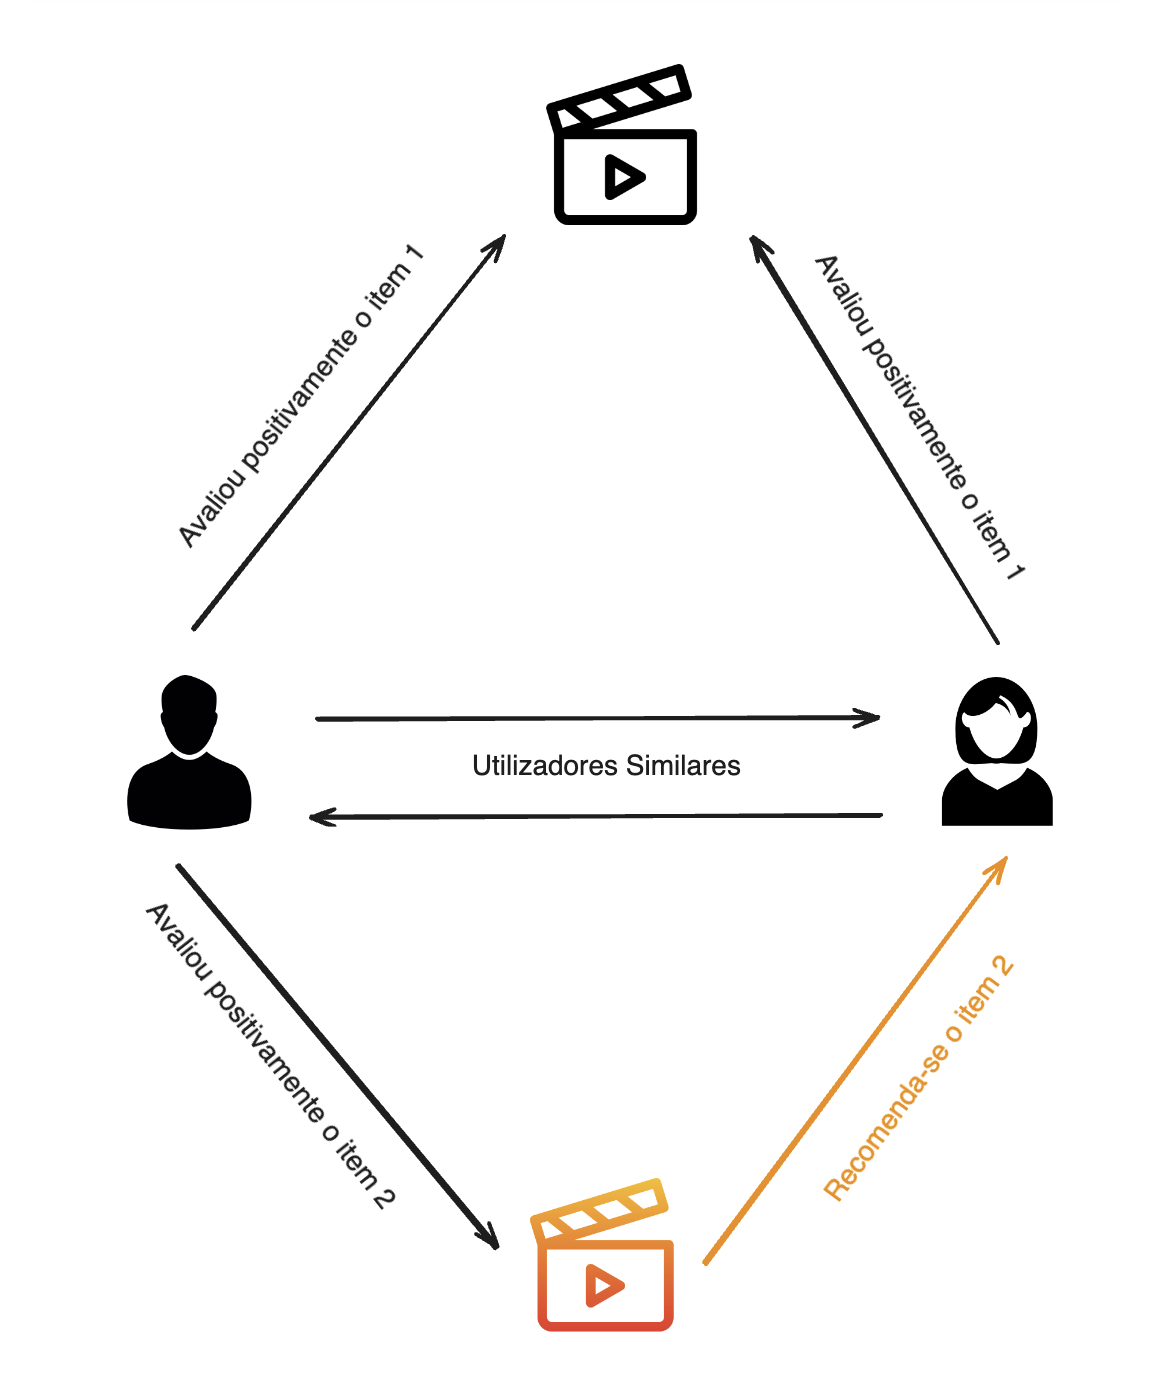 Avaliou positivamente o item 1
Avaliou positivamente o item 1
Utilizadores Similares
Avaliou positivamente o item 2
Recomenda-se o item 2